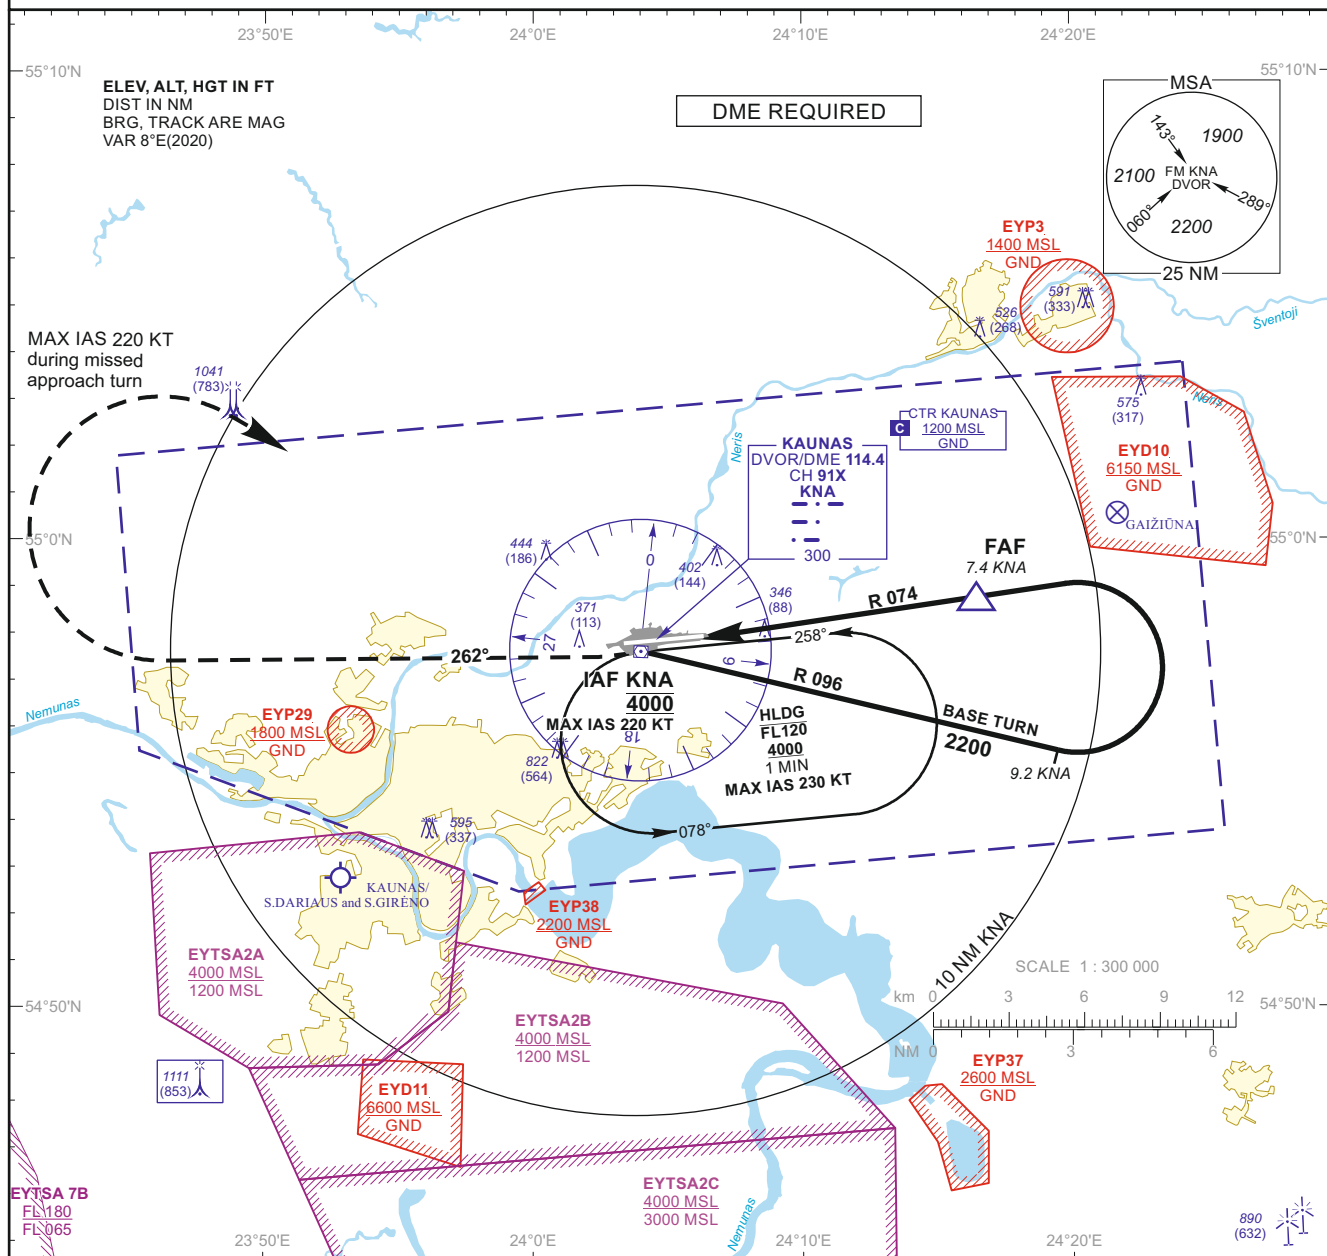 23°50'E
24°0'E
24°10'E
24°20'E
55°10'N
55°10'N
ELEV, ALT, HGT IN FT
DIST IN NM
BRG, TRACK ARE MAG
VAR 8°E(2020)
DME REQUIRED
MSA
143°
1900
2100
FM KNA
DVOR
060°
289°
2200
25 NM
EYP3
1400 MSL
GND
591
(333)
526
(268)
Šventoji
MAX IAS 220 KT
during missed
approach turn
1041
(783)
575
(317)
Neris
Neris
CTR KAUNAS
C
1200 MSL
GND
KAUNAS
DVOR/DME 114.4
CH 91X
KNA
300
EYD10
6150 MSL
GND
GAIŽIŪNAI
55°0'N
55°0'N
444
(186)
0
402
(144)
FAF
7.4 KNA
346
(88)
R 074
371
(113)
27
258°
262°
9
R 096
IAF KNA
4000
MAX IAS 220 KT
18
HLDG
FL120
4000
1 MIN
MAX IAS 230 KT
BASE TURN
2200
9.2 KNA
Nemunas
EYP29
1800 MSL
GND
822
(564)
595
(337)
078°
KAUNAS/
S.DARIAUS and S.GIRĖNO
EYP38
2200 MSL
GND
EYTSA2A
4000 MSL
1200 MSL
10 NM KNA
SCALE 1 : 300 000
km 0 3 6 9 12
NM 0 3 6
54°50'N
54°50'N
EYTSA2B
4000 MSL
1200 MSL
1111
(853)
EYD11
6600 MSL
GND
EYP37
2600 MSL
GND
EYTSA2C
4000 MSL
3000 MSL
Nemunas
EYTSA 7B
FL 180
FL 065
890
(632)
23°50'E
24°0'E
24°10'E
24°20'E